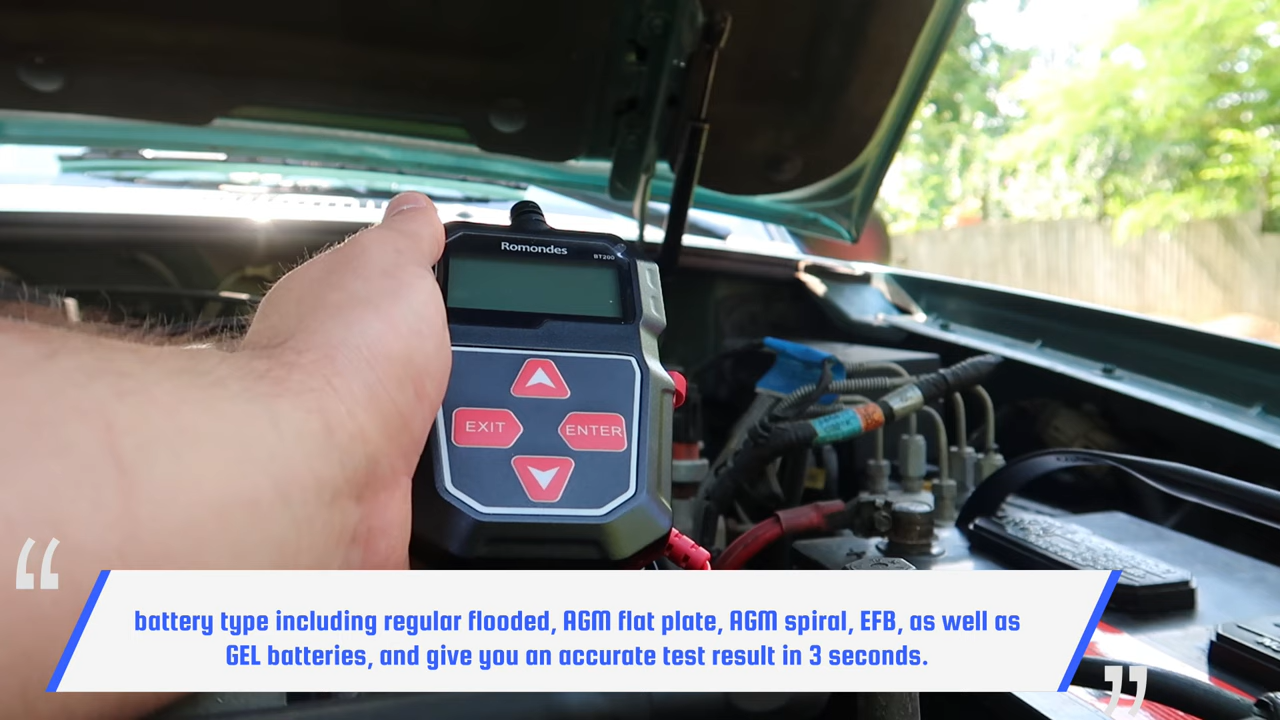 Romondes
BT200
EXIT
ENTER
“
battery type including regular flooded, AGM flat plate, AGM spiral, EFB, as well as
GEL batteries, and give you an accurate test result in 3 seconds.
”